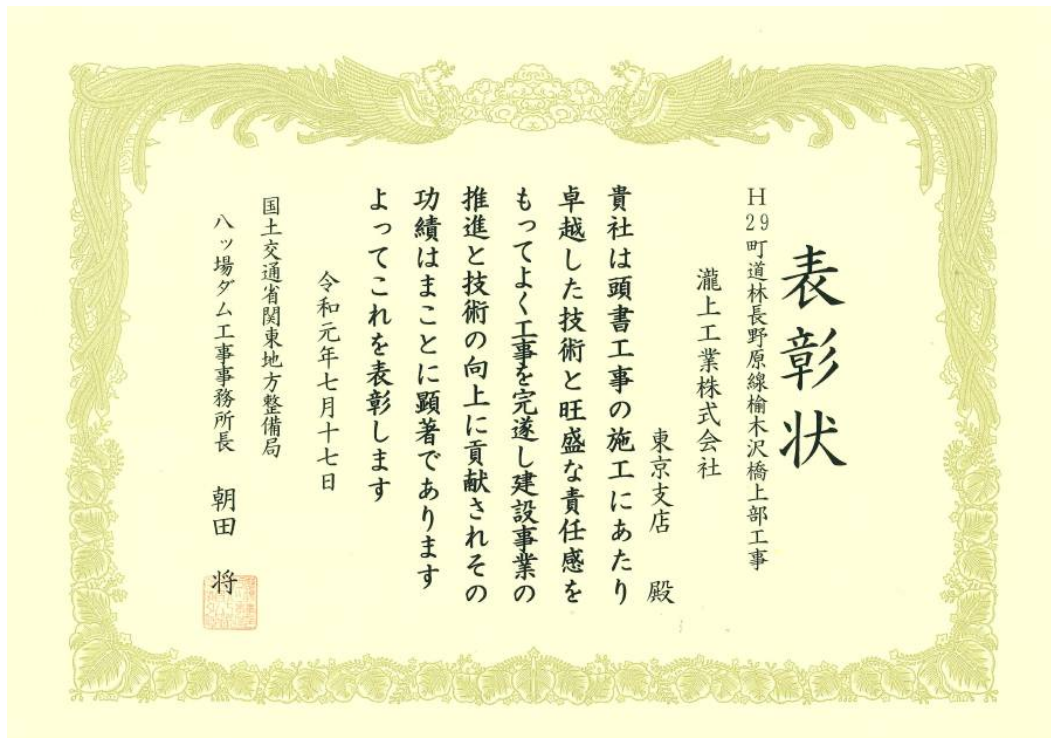 表彰状
H29町道林長野原線楡木沢橋上部工事
瀧上工業株式会社
東京支店 殿
貴社は頭書工事の施工にあたり
卓越した技術と旺盛な責任感を
もってよく工事を完遂し建設事業の
推進と技術の向上に貢献されその
功績はまことに顕著であります
よってこれを表彰します
令和元年七月十七日
国土交通省関東地方整備局
八ッ場ダム工事事務所長 朝田 将